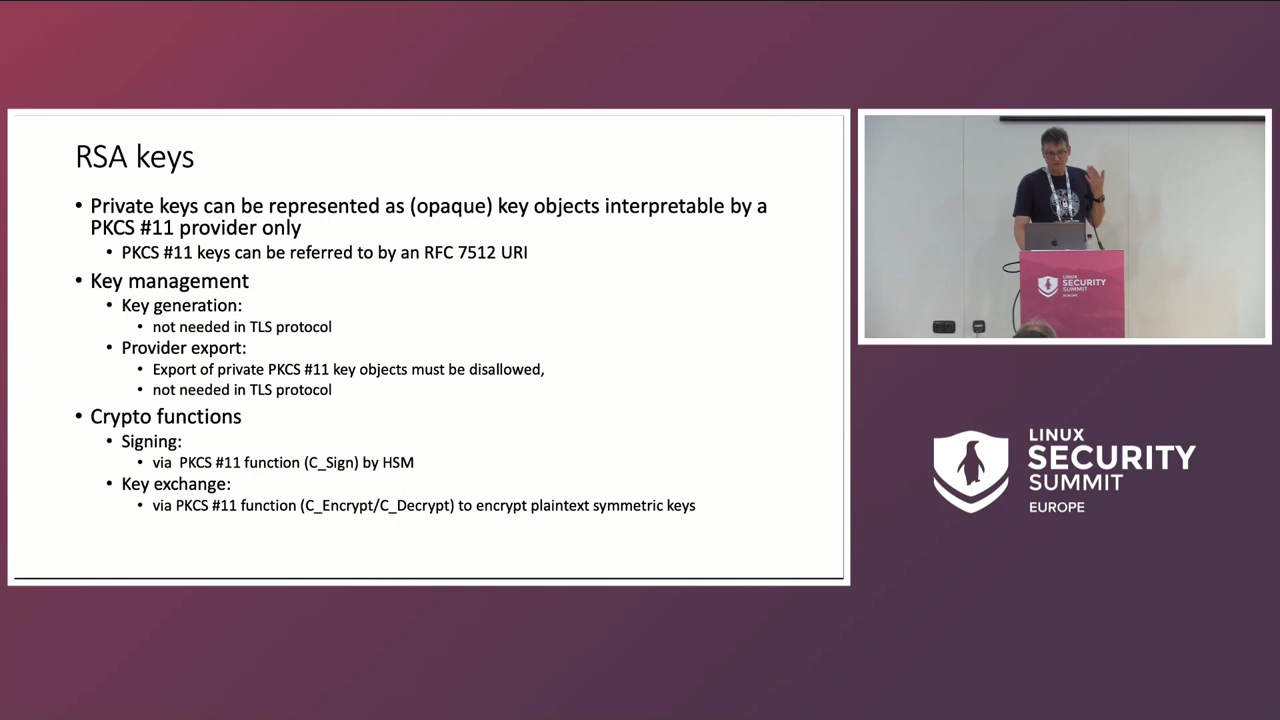 RSA keys
• Private keys can be represented as (opaque) key objects interpretable by a
PKCS #11 provider only
• PKCS #11 keys can be referred to by an RFC 7512 URI
• Key management
• Key generation:
• not needed in TLS protocol
• Provider export:
• Export of private PKCS #11 key objects must be disallowed,
• not needed in TLS protocol
• Crypto functions
• Signing:
• via PKCS #11 function (C_Sign) by HSM
• Key exchange:
• via PKCS #11 function (C_Encrypt/C_Decrypt) to encrypt plaintext symmetric keys
LINUX
SECURITY
SUMMIT
EUROPE
LINUX
SECURITY
SUMMIT
EUROPE